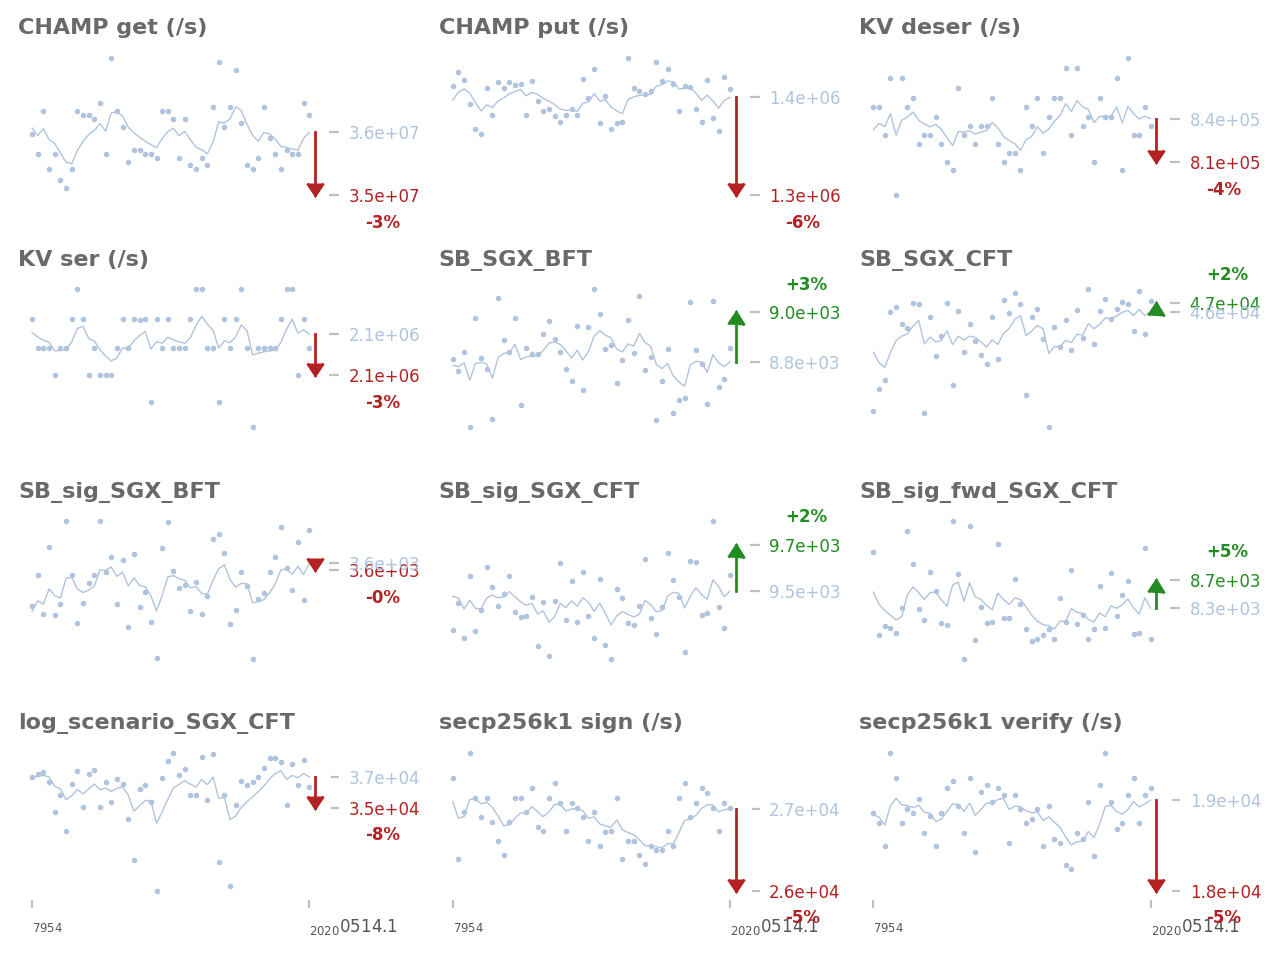 CHAMP get (/s)
3.6e+07
3.5e+07
-3%
CHAMP put (/s)
1.4e+06
1.3e+06
-6%
KV deser (/s)
8.4e+05
8.1e+05
-4%
KV ser (/s)
2.1e+06
2.1e+06
-3%
SB_SGX_BFT
+3%
9.0e+03
8.8e+03
SB_SGX_CFT
+2%
4.7e+04
4.6e+04
SB_sig_SGX_BFT
3.6e+03
3.6e+03
-0%
SB_sig_SGX_CFT
+2%
9.7e+03
9.5e+03
SB_sig_fwd_SGX_CFT
+5%
8.7e+03
8.3e+03
log_scenario_SGX_CFT
3.7e+04
3.5e+04
-8%
7954
20200514.1
secp256k1 sign (/s)
2.7e+04
2.6e+04
-5%
7954
20200514.1
secp256k1 verify (/s)
1.9e+04
1.8e+04
-5%
7954
20200514.1